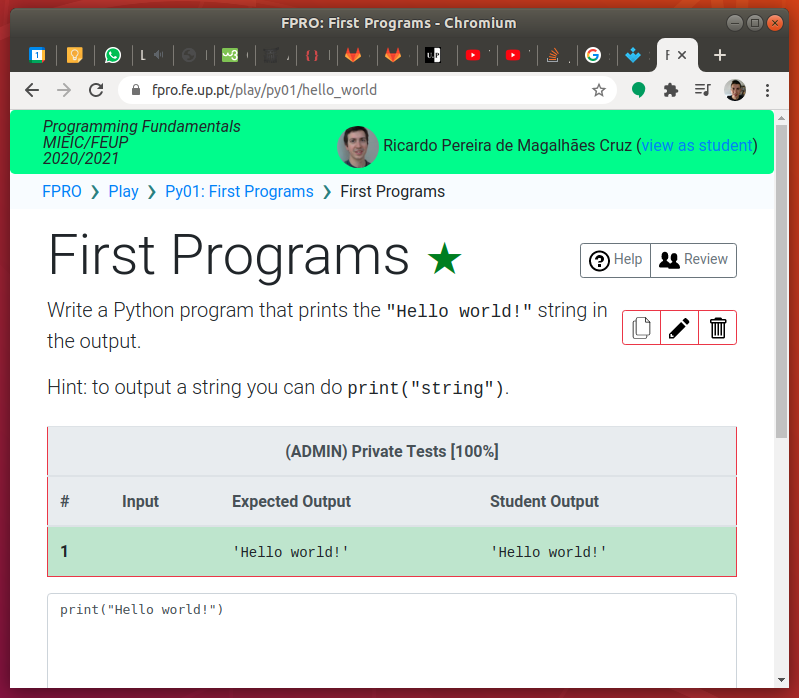 FPRO: First Programs - Chromium
fpro.fe.up.pt/play/py01/hello_world
Programming Fundamentals
MIEIC/FEUP
2020/2021
Ricardo Pereira de Magalhães Cruz (view as student)
FPRO ❯ Play ❯ Py01: First Programs ❯ First Programs
First Programs ★
Help Review
Write a Python program that prints the "Hello world!" string in
the output.
Hint: to output a string you can do print("string").
(ADMIN) Private Tests [100%]
# Input Expected Output Student Output
1 'Hello world!' 'Hello world!'
print("Hello world!")